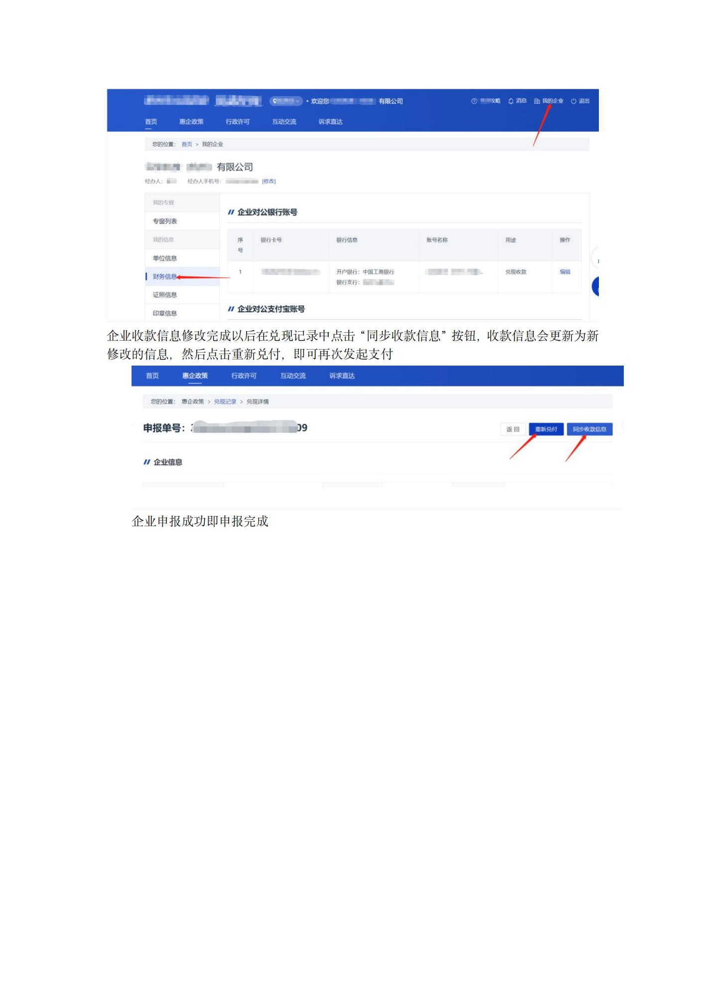 • 欢迎您 有限公司 攻略 消息 我的企业 退出
首页 惠企政策 行政许可 互动交流 诉求直达
您的位置： 首页 > 我的企业
有限公司
经办人： 经办人手机号： [修改]
我的专窗
专窗列表
我的信息
单位信息
财务信息
证照信息
印章信息
企业对公银行账号
序号 银行卡号 银行信息 账号名称 用途 操作
1 开户银行：中国工商银行 兑现收款 编辑
银行支行：
企业对公支付宝账号
企业收款信息修改完成以后在兑现记录中点击“同步收款信息”按钮，收款信息会更新为新
修改的信息，然后点击重新兑付，即可再次发起支付
首页 惠企政策 行政许可 互动交流 诉求直达
您的位置： 惠企政策 > 兑现记录 > 兑现详情
申报单号： 09 返 回 重新兑付 同步收款信息
企业信息
企业申报成功即申报完成